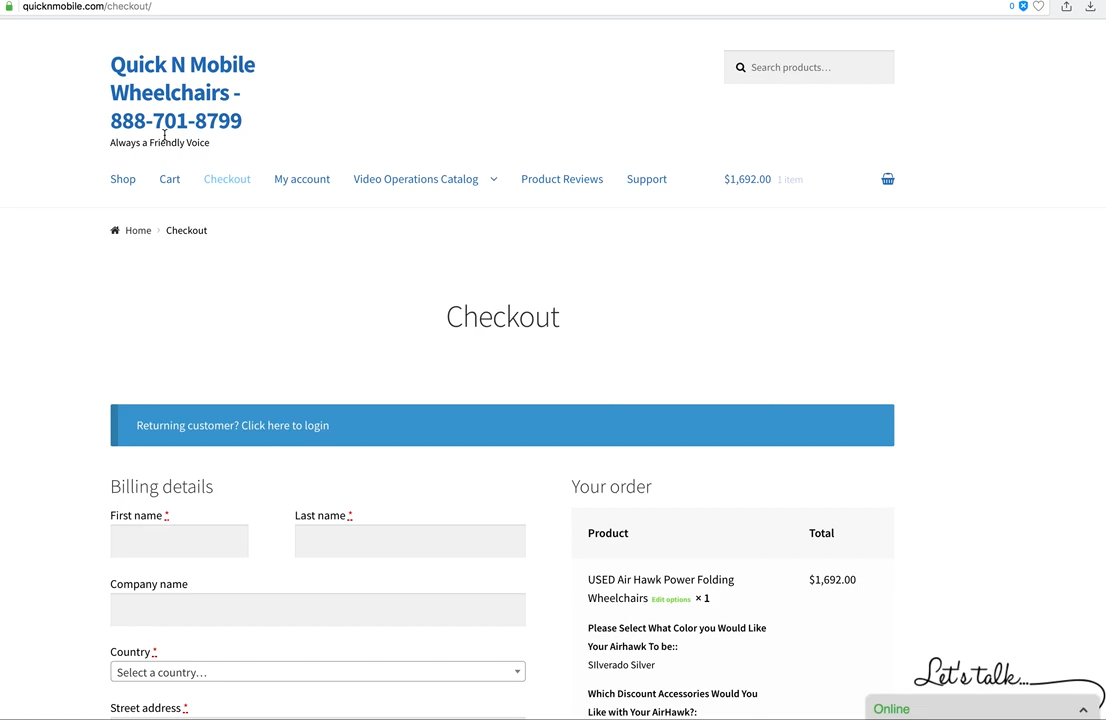 quicknmobile.com/checkout/
0
Quick N Mobile
Wheelchairs -
888-701-8799
Always a Friendly Voice
Search products…
Shop Cart Checkout My account Video Operations Catalog Product Reviews Support $1,692.00 1 item
Home Checkout
Checkout
Returning customer? Click here to login
Billing details
First name * Last name *
Company name
Country *
Select a country…
Street address *
Your order
Product Total
USED Air Hawk Power Folding $1,692.00
Wheelchairs Edit options × 1
Please Select What Color you Would Like
Your Airhawk To be::
SIlverado Silver
Which Discount Accessories Would You
Like with Your AirHawk?:
Let's talk...
Online